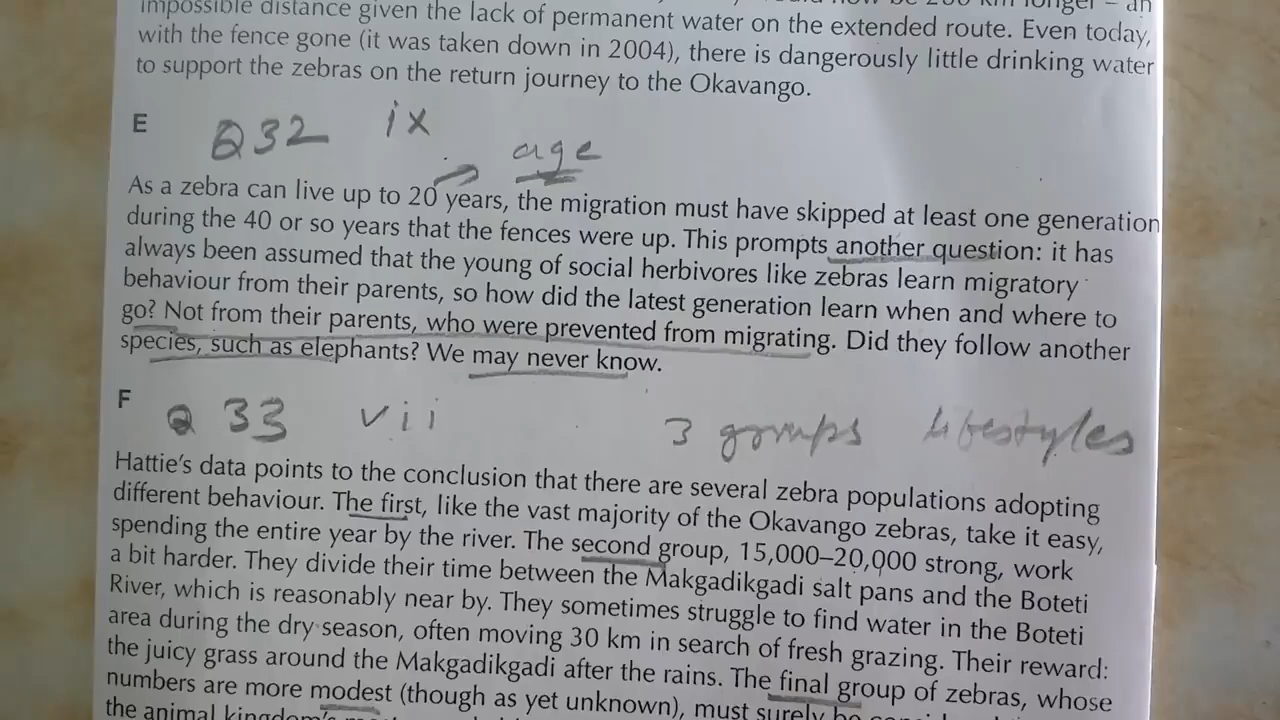 impossible distance given the lack of permanent water on the extended route. Even today,
with the fence gone (it was taken down in 2004), there is dangerously little drinking water
to support the zebras on the return journey to the Okavango.
E Q32 ix
age
As a zebra can live up to 20 years, the migration must have skipped at least one generation
during the 40 or so years that the fences were up. This prompts another question: it has
always been assumed that the young of social herbivores like zebras learn migratory
behaviour from their parents, so how did the latest generation learn when and where to
go? Not from their parents, who were prevented from migrating. Did they follow another
species, such as elephants? We may never know.
F Q 33 vii 3 groups lifestyles
Hattie's data points to the conclusion that there are several zebra populations adopting
different behaviour. The first, like the vast majority of the Okavango zebras, take it easy,
spending the entire year by the river. The second group, 15,000–20,000 strong, work
a bit harder. They divide their time between the Makgadikgadi salt pans and the Boteti
River, which is reasonably near by. They sometimes struggle to find water in the Boteti
area during the dry season, often moving 30 km in search of fresh grazing. Their reward:
the juicy grass around the Makgadikgadi after the rains. The final group of zebras, whose
numbers are more modest (though as yet unknown), must surely be
the animal kingdom's